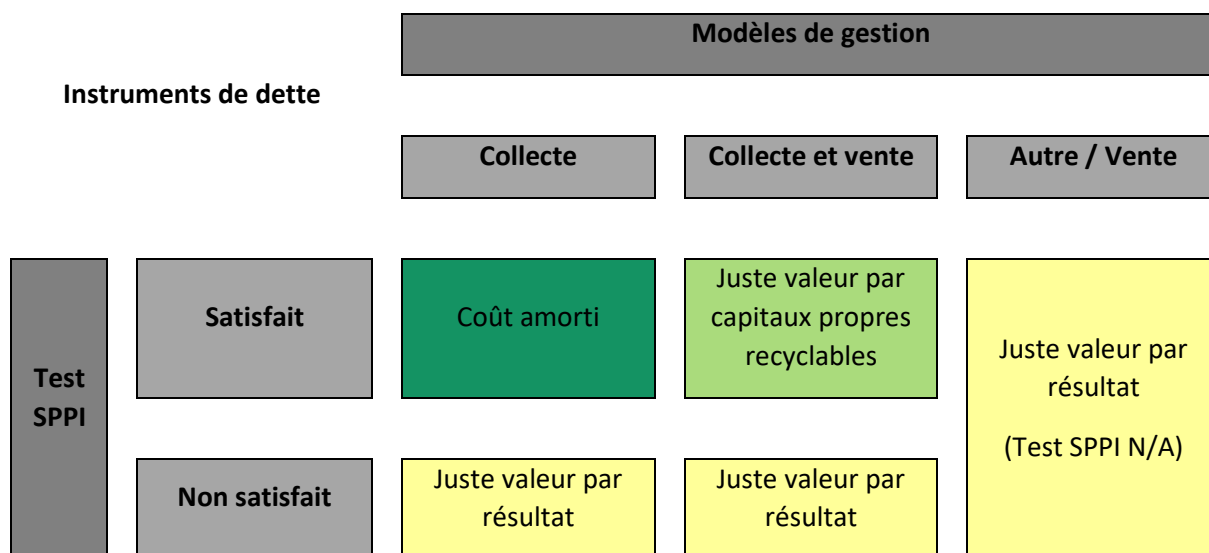 Modèles de gestion
Instruments de dette
Collecte
Collecte et vente
Autre / Vente
Test
SPPI
Satisfait
Coût amorti
Juste valeur par
capitaux propres
recyclables
Juste valeur par
résultat
(Test SPPI N/A)
Non satisfait
Juste valeur par
résultat
Juste valeur par
résultat